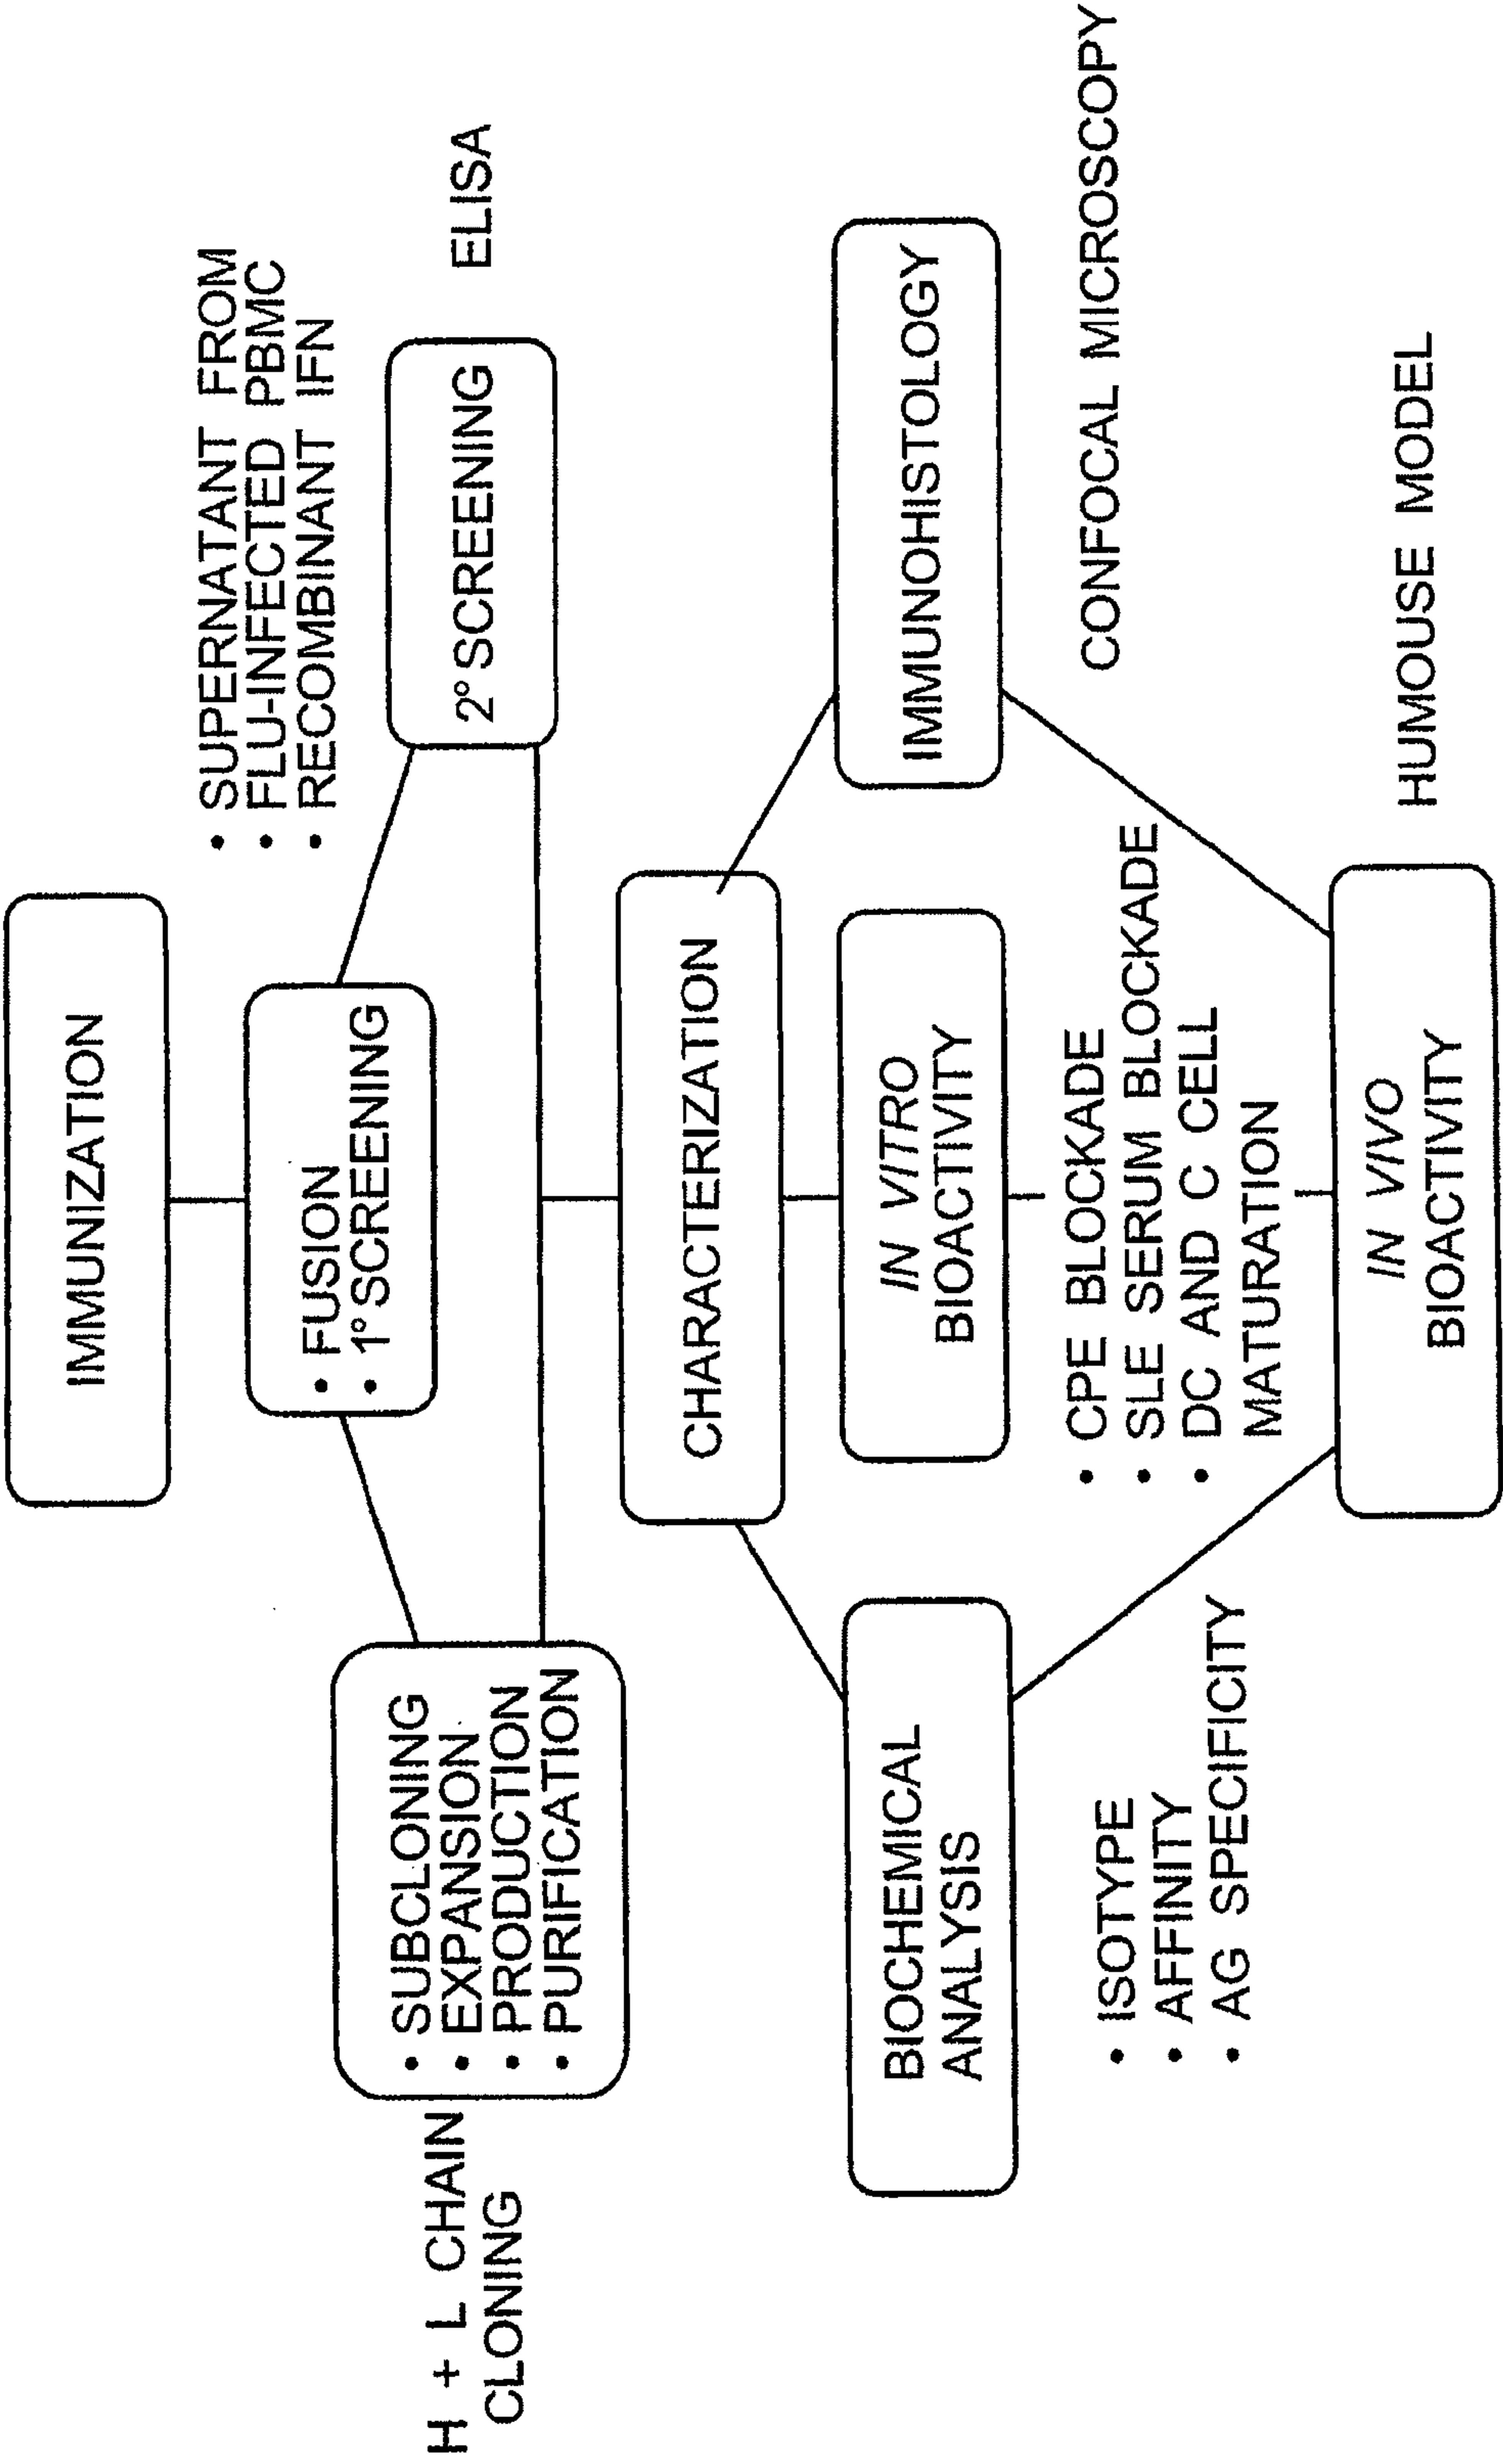 IMMUNIZATION
• SUPERNATANT FROM
• FLU-INFECTED PBMC
• RECOMBINANT IFN
• FUSION
• 1° SCREENING
H + L CHAIN
CLONING
• SUBCLONING
• EXPANSION
• PRODUCTION
• PURIFICATION
2° SCREENING
ELISA
CHARACTERIZATION
BIOCHEMICAL
ANALYSIS
• ISOTYPE
• AFFINITY
• AG SPECIFICITY
IN VITRO
BIOACTIVITY
• CPE BLOCKADE
• SLE SERUM BLOCKADE
• DC AND C CELL
MATURATION
IMMUNOHISTOLOGY
CONFOCAL MICROSCOPY
IN VIVO
BIOACTIVITY
HUMOUSE MODEL